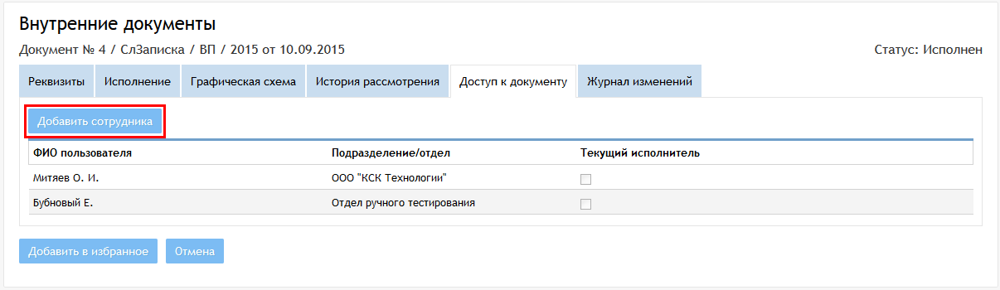 Внутренние документы
Документ № 4 / СлЗаписка / ВП / 2015 от 10.09.2015 Статус: Исполнен
Реквизиты Исполнение Графическая схема История рассмотрения Доступ к документу Журнал изменений
Добавить сотрудника
ФИО пользователя Подразделение/отдел Текущий исполнитель
Митяев О. И. ООО "КСК Технологии"
Бубновый Е. Отдел ручного тестирования
Добавить в избранное Отмена